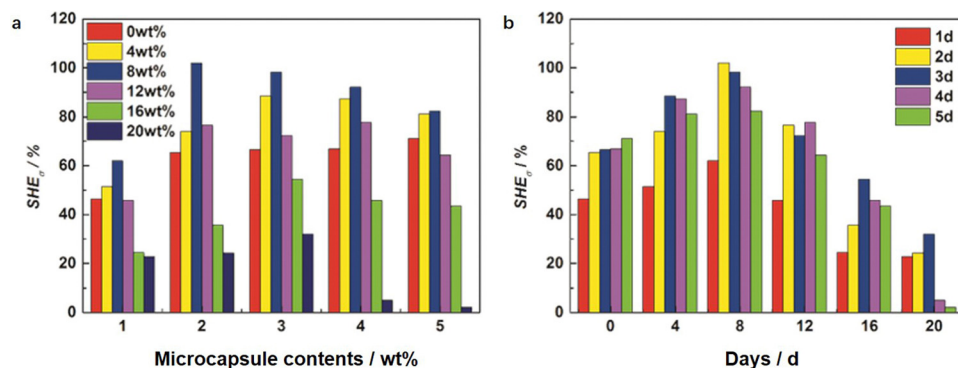 a
120
100
80
60
40
20
0
SHEσ / %
0wt%
4wt%
8wt%
12wt%
16wt%
20wt%
1 2 3 4 5
Microcapsule contents / wt%
b
120
100
80
60
40
20
0
SHEσ / %
1d
2d
3d
4d
5d
0 4 8 12 16 20
Days / d